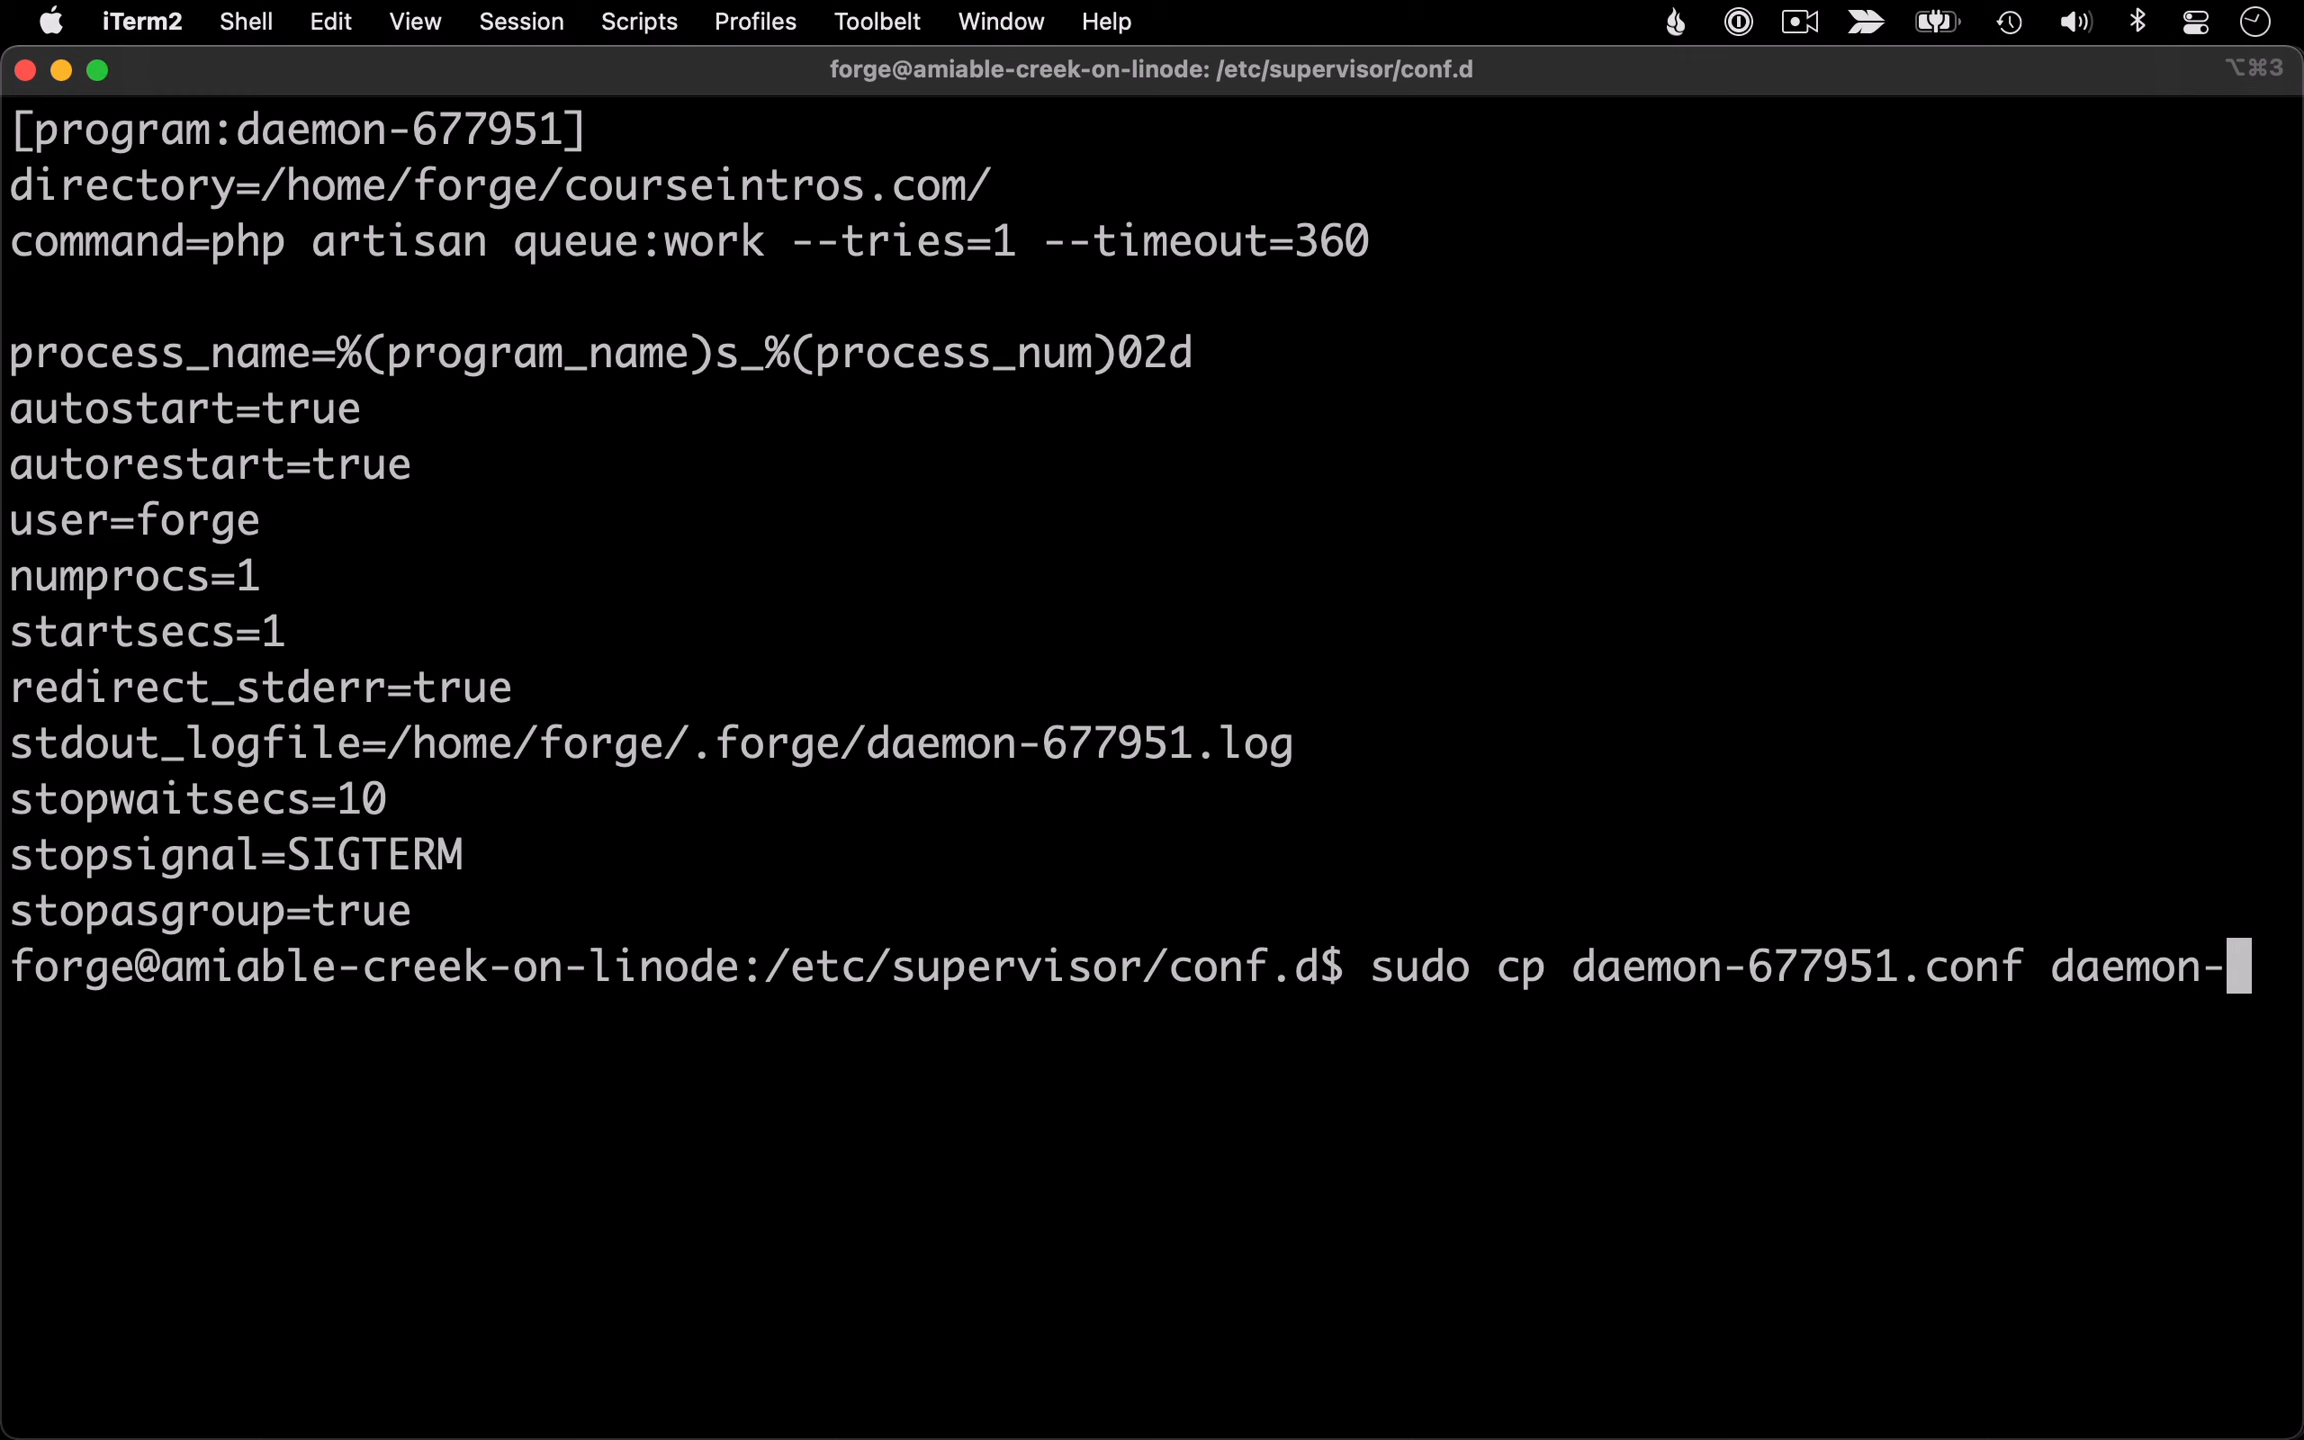 iTerm2 Shell Edit View Session Scripts Profiles Toolbelt Window Help
forge@amiable-creek-on-linode: /etc/supervisor/conf.d ⌥⌘3
[program:daemon-677951]
directory=/home/forge/courseintros.com/
command=php artisan queue:work --tries=1 --timeout=360
process_name=%(program_name)s_%(process_num)02d
autostart=true
autorestart=true
user=forge
numprocs=1
startsecs=1
redirect_stderr=true
stdout_logfile=/home/forge/.forge/daemon-677951.log
stopwaitsecs=10
stopsignal=SIGTERM
stopasgroup=true
forge@amiable-creek-on-linode:/etc/supervisor/conf.d$ sudo cp daemon-677951.conf daemon-